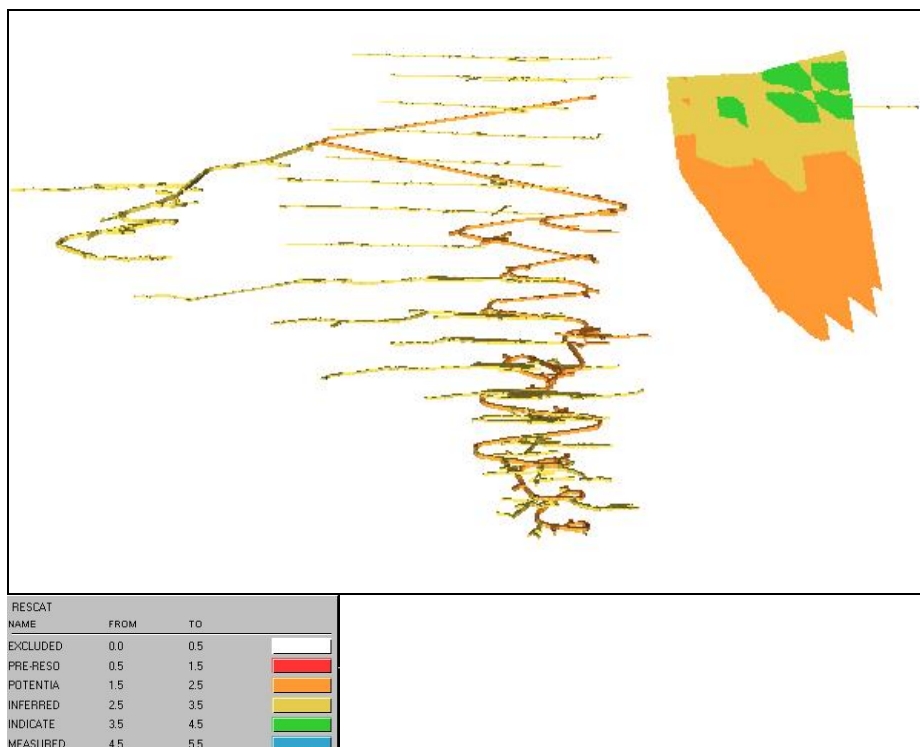 RESCAT
NAME FROM TO
EXCLUDED 0.0 0.5
PRE-RESO 0.5 1.5
POTENTIA 1.5 2.5
INFERRED 2.5 3.5
INDICATE 3.5 4.5
MEASURED 4.5 5.5